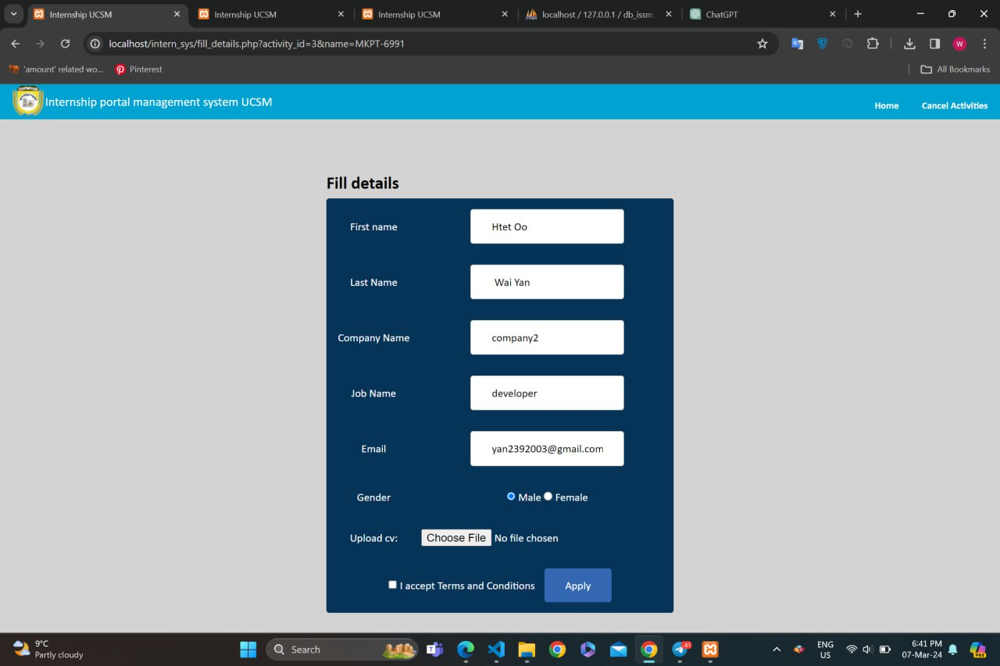 Internship UCSM
Internship UCSM
Internship UCSM
localhost / 127.0.0.1 / db_issm
ChatGPT
localhost/intern_sys/fill_details.php?activity_id=3&name=MKPT-6991
W
'amount' related wo...
Pinterest
All Bookmarks
Internship portal management system UCSM
Home
Cancel Activities
Fill details
First name
Htet Oo
Last Name
Wai Yan
Company Name
company2
Job Name
developer
Email
yan2392003@gmail.com
Gender
Male Female
Upload cv:
Choose File No file chosen
I accept Terms and Conditions
Apply
9°C
Partly cloudy
Search
41
ENG
US
6:41 PM
07-Mar-24
PRE